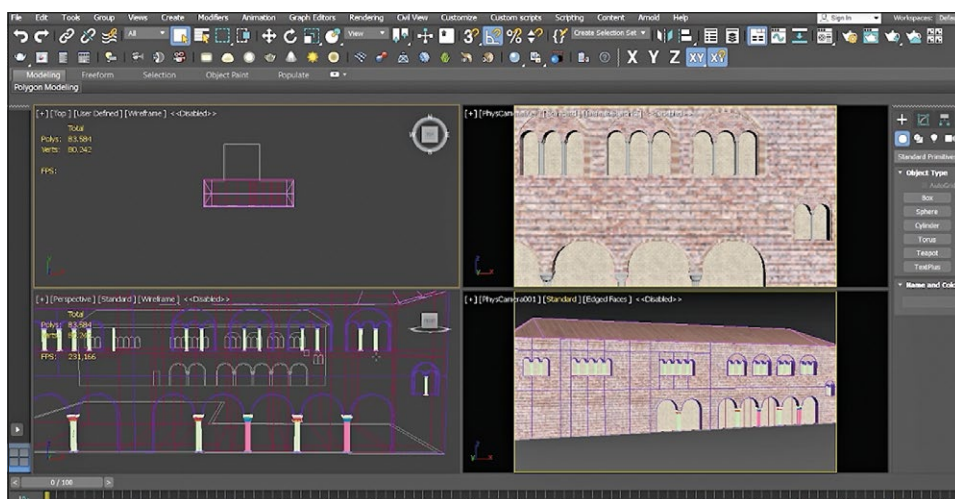 File Edit Tools Group Views Create Modifiers Animation Graph Editors Rendering Civil View Customize Custom scripts Scripting Content Arnold Help Sign In Workspaces: Defau
All View Create Selection Set
X Y Z XY XY
Modeling Freeform Selection Object Paint Populate
Polygon Modeling
[+] [Top ] [User Defined ] [Wireframe ] <<Disabled>>
Total
Polys: 83,584
Verts: 80,242
FPS:
[+] [Perspective ] [Standard ] [Wireframe ] <<Disabled>>
Total
Polys: 83,584
FPS: 231,166
[+] [PhysCamera001 ] [Standard ] [Edged Faces ] <<Disabled>>
Standard Primitive
Object Type
AutoGrid
Box
Sphere
Cylinder
Torus
Teapot
TextPlus
Name and Colo
0 / 100